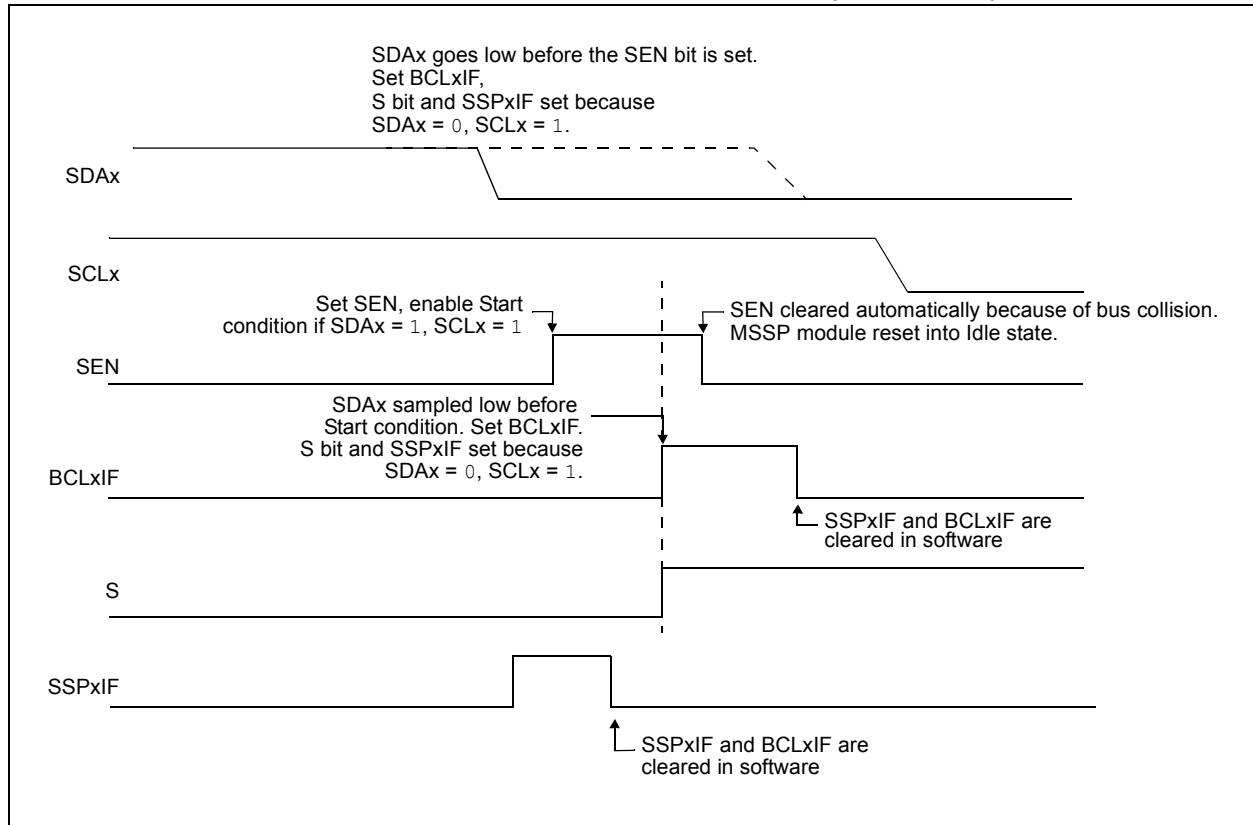 SDAx goes low before the SEN bit is set.
Set BCLxIF,
S bit and SSPxIF set because
SDAx = 0, SCLx = 1.
SDAx
SCLx
Set SEN, enable Start
condition if SDAx = 1, SCLx = 1
SEN cleared automatically because of bus collision.
MSSP module reset into Idle state.
SEN
SDAx sampled low before
Start condition. Set BCLxIF.
S bit and SSPxIF set because
SDAx = 0, SCLx = 1.
BCLxIF
SSPxIF and BCLxIF are
cleared in software
S
SSPxIF
SSPxIF and BCLxIF are
cleared in software